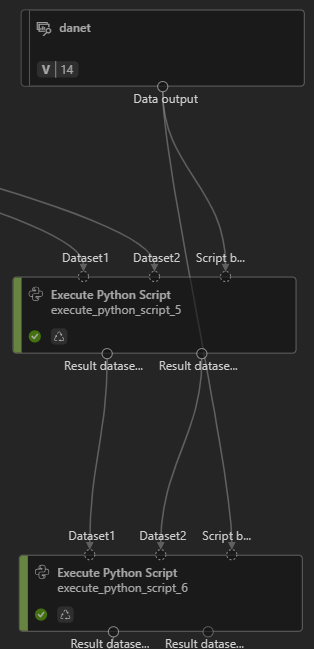 danet
V 14
Data output
Dataset1 Dataset2 Script b...
Execute Python Script
execute_python_script_5
Result datase... Result datase...
Dataset1 Dataset2 Script b...
Execute Python Script
execute_python_script_6
Result datase... Result datase...